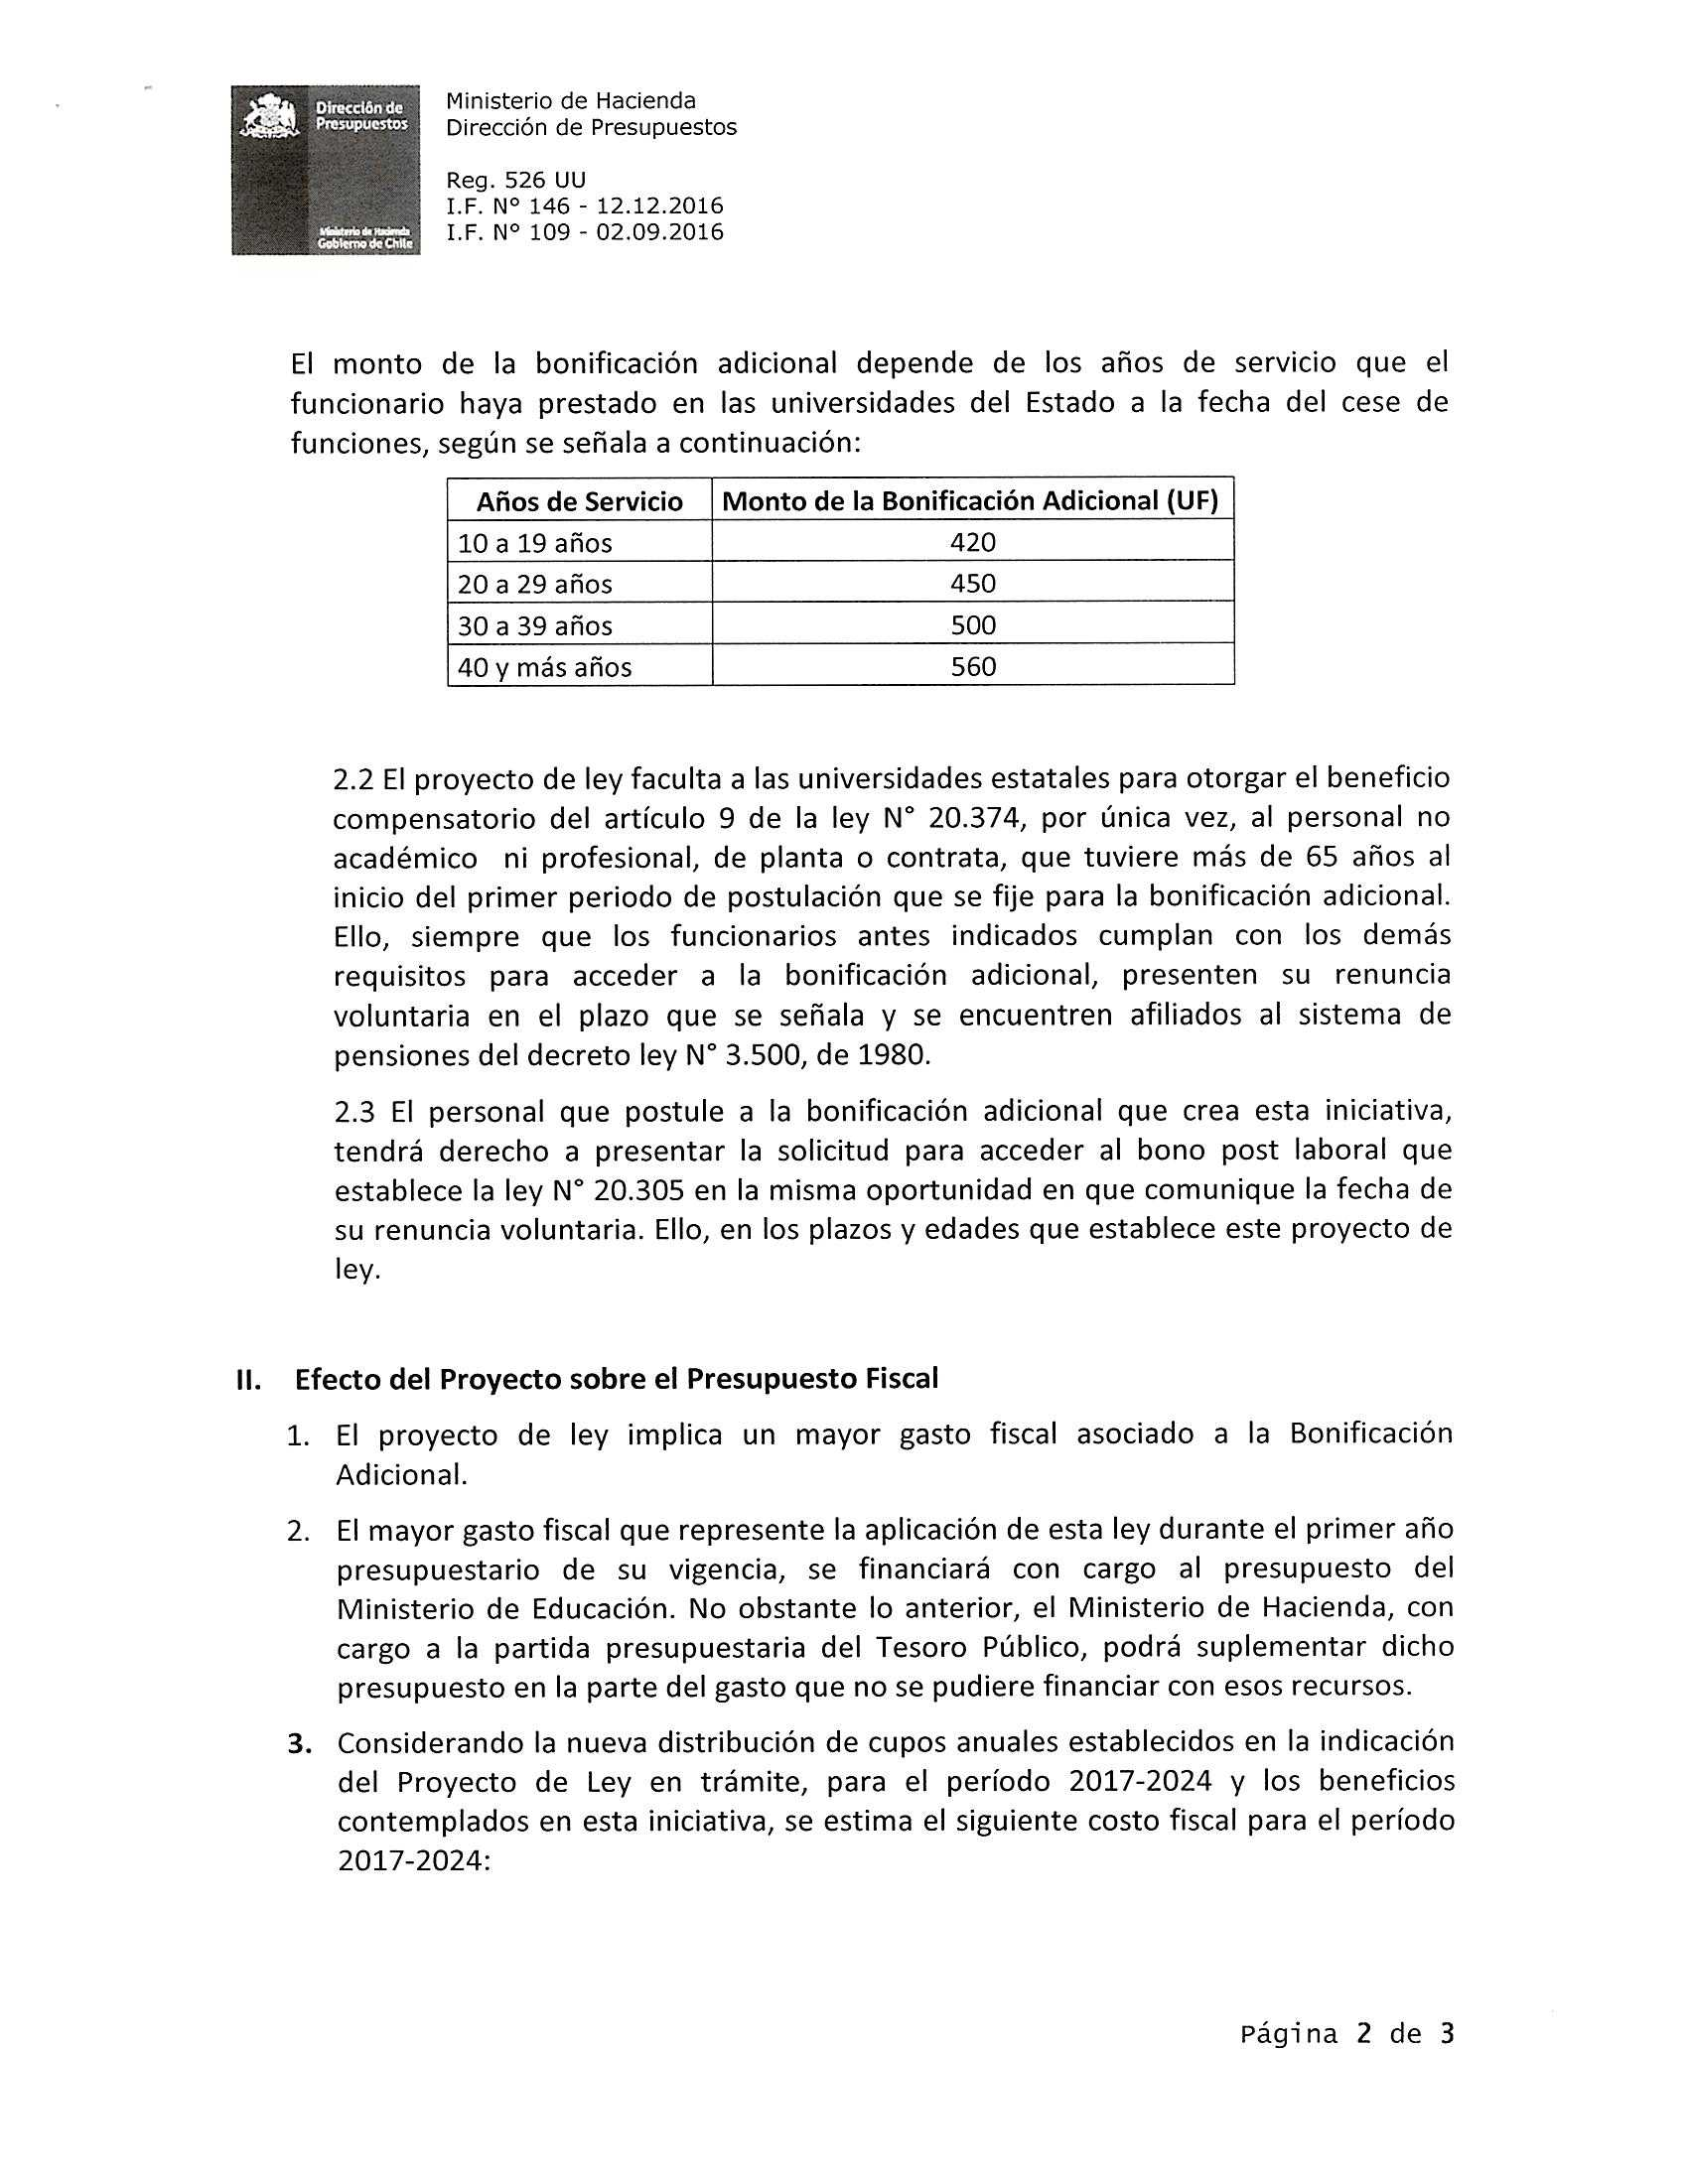 Dirección de
Presupuestos
Ministerio de Hacienda
Gobierno de Chile
Ministerio de Hacienda
Dirección de Presupuestos
Reg. 526 UU
I.F. N° 146 - 12.12.2016
I.F. N° 109 - 02.09.2016
El monto de la bonificación adicional depende de los años de servicio que el
funcionario haya prestado en las universidades del Estado a la fecha del cese de
funciones, según se señala a continuación:
Años de Servicio Monto de la Bonificación Adicional (UF)
10 a 19 años 420
20 a 29 años 450
30 a 39 años 500
40 y más años 560
2.2 El proyecto de ley faculta a las universidades estatales para otorgar el beneficio
compensatorio del artículo 9 de la ley N° 20.374, por única vez, al personal no
académico ni profesional, de planta o contrata, que tuviere más de 65 años al
inicio del primer periodo de postulación que se fije para la bonificación adicional.
Ello, siempre que los funcionarios antes indicados cumplan con los demás
requisitos para acceder a la bonificación adicional, presenten su renuncia
voluntaria en el plazo que se señala y se encuentren afiliados al sistema de
pensiones del decreto ley N° 3.500, de 1980.
2.3 El personal que postule a la bonificación adicional que crea esta iniciativa,
tendrá derecho a presentar la solicitud para acceder al bono post laboral que
establece la ley N° 20.305 en la misma oportunidad en que comunique la fecha de
su renuncia voluntaria. Ello, en los plazos y edades que establece este proyecto de
ley.
II. Efecto del Proyecto sobre el Presupuesto Fiscal
1. El proyecto de ley implica un mayor gasto fiscal asociado a la Bonificación
Adicional.
2. El mayor gasto fiscal que represente la aplicación de esta ley durante el primer año
presupuestario de su vigencia, se financiará con cargo al presupuesto del
Ministerio de Educación. No obstante lo anterior, el Ministerio de Hacienda, con
cargo a la partida presupuestaria del Tesoro Público, podrá suplementar dicho
presupuesto en la parte del gasto que no se pudiere financiar con esos recursos.
3. Considerando la nueva distribución de cupos anuales establecidos en la indicación
del Proyecto de Ley en trámite, para el período 2017-2024 y los beneficios
contemplados en esta iniciativa, se estima el siguiente costo fiscal para el período
2017-2024:
Página 2 de 3